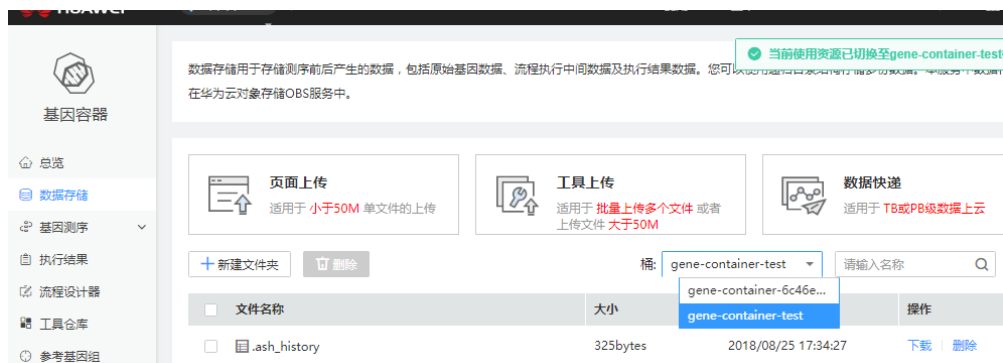 HUAWEI
当前使用资源已切换至gene-container-test
数据存储用于存储测序前后产生的数据，包括原始基因数据、流程执行中间数据及执行结果数据。您可以
在华为云对象存储OBS服务中。
基因容器
总览
数据存储
基因测序
执行结果
流程设计器
工具仓库
参考基因组
页面上传
适用于 小于50M 单文件的上传
工具上传
适用于 批量上传多个文件 或者
上传文件 大于50M
数据快递
适用于 TB或PB级数据上云
新建文件夹
删除
桶:
gene-container-test
请输入名称
gene-container-6c46e...
gene-container-test
文件名称
大小
操作
.ash_history
325bytes
2018/08/25 17:34:27
下载
删除